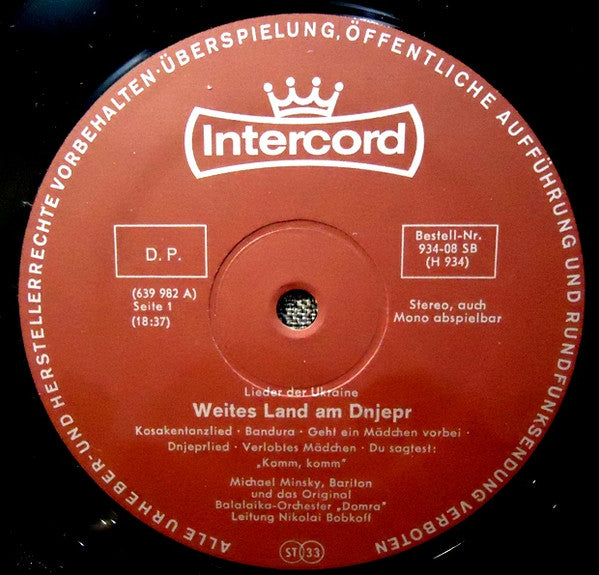 ALLE URHEBER- UND HERSTELLERRECHTE VORBEHALTEN · ÜBERSPIELUNG, ÖFFENTLICHE AUFFÜHRUNG UND RUNDFUNKSENDUNG VERBOTEN
Intercord
D. P.
Bestell-Nr.
934-08 SB
(H 934)
(639 982 A)
Seite 1
(18:37)
Stereo, auch
Mono abspielbar
Lieder der Ukraine
Weites Land am Dnjepr
Kosakentanzlied · Bandura · Geht ein Mädchen vorbei ·
Dnjeprlied · Verlobtes Mädchen · Du sagtest:
„Komm, komm“
Michael Minsky, Bariton
und das Original
Balalaika-Orchester „Domra“
Leitung Nikolai Bobkoff
ST 33